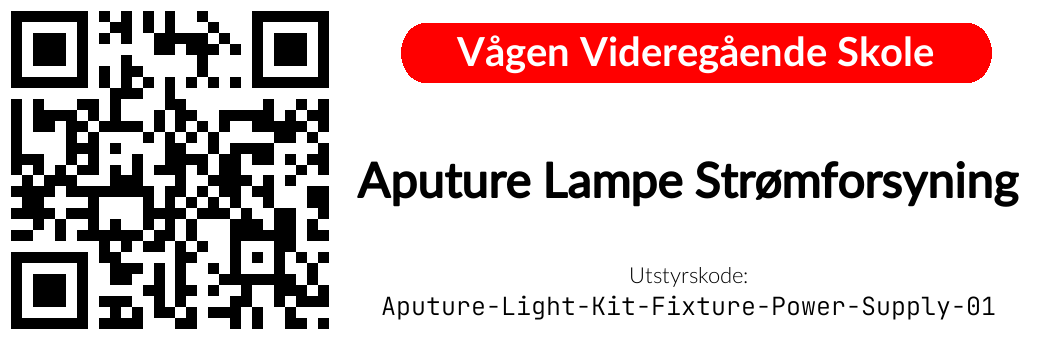 Vågen Videregående Skole
Aputure Lampe Strømforsyning
Utstyrskode:
Aputure-Light-Kit-Fixture-Power-Supply-01